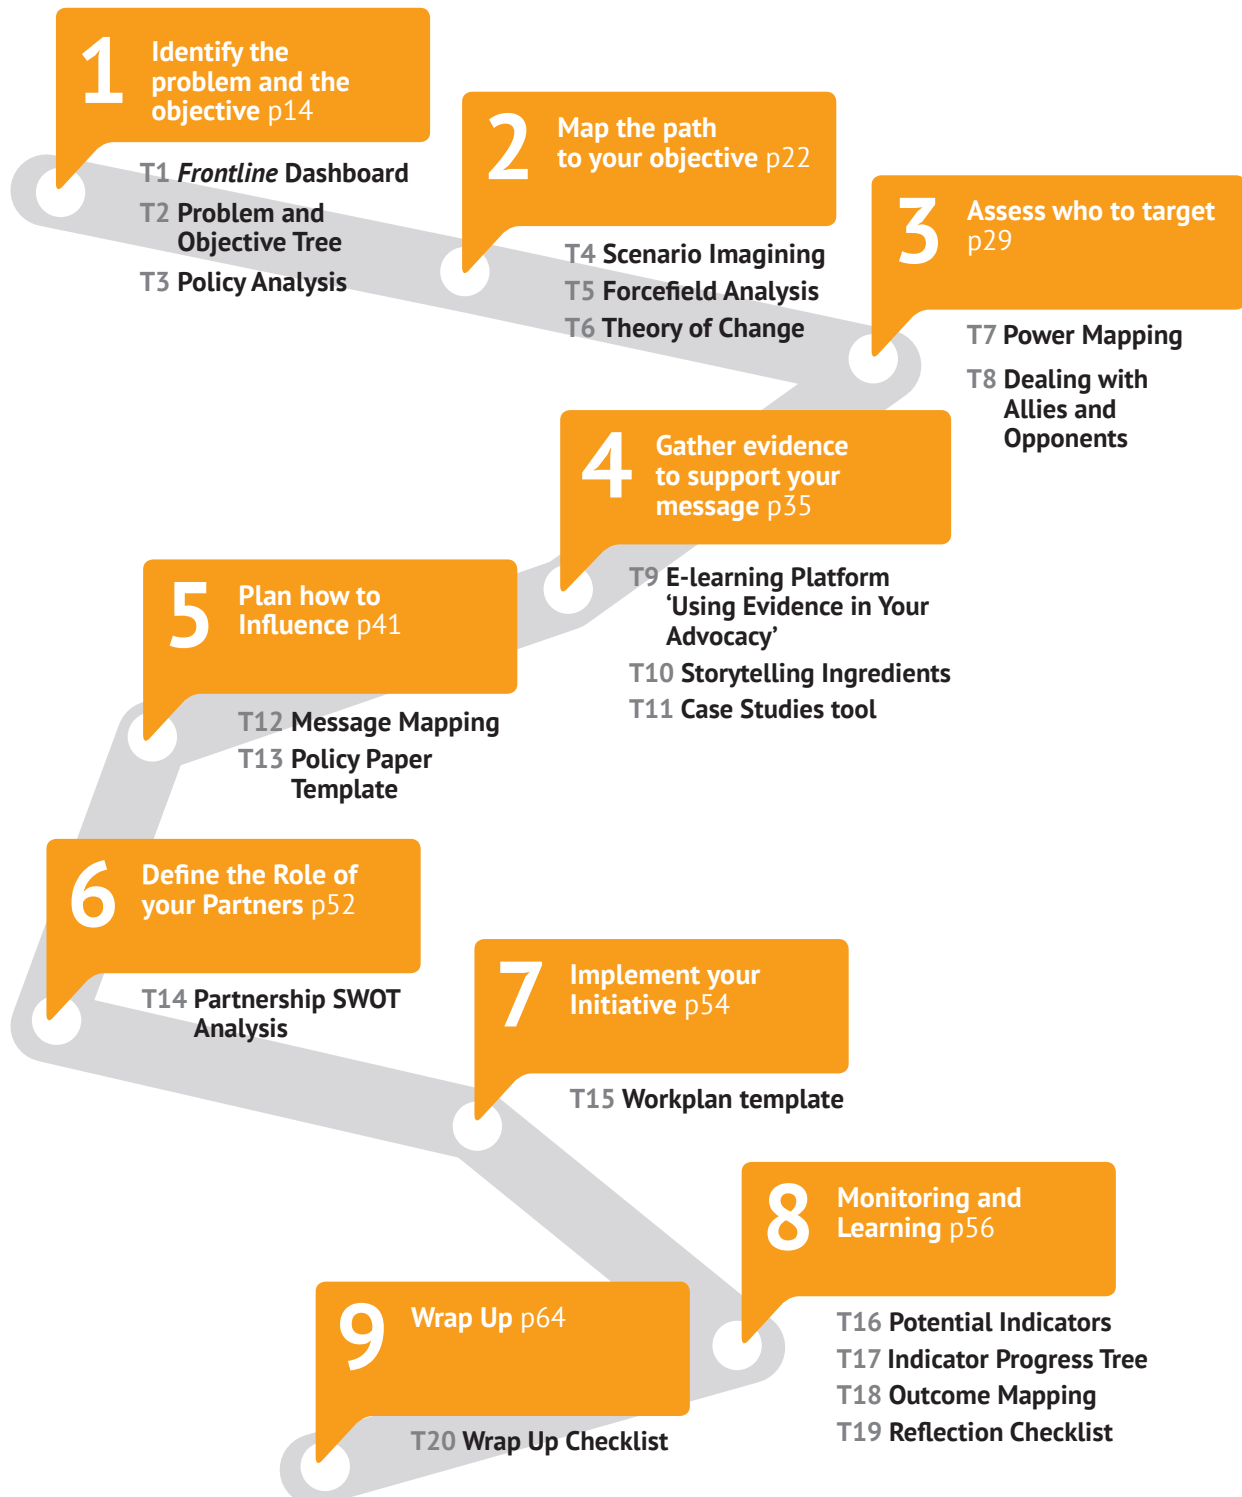 1
Identify the
problem and the
objective p14
T1 Frontline Dashboard
T2 Problem and
Objective Tree
T3 Policy Analysis
2
Map the path
to your objective p22
T4 Scenario Imagining
T5 Forcefield Analysis
T6 Theory of Change
3
Assess who to target
p29
T7 Power Mapping
T8 Dealing with
Allies and
Opponents
4
Gather evidence
to support your
message p35
T9 E-learning Platform
‘Using Evidence in Your
Advocacy’
T10 Storytelling Ingredients
T11 Case Studies tool
5
Plan how to
Influence p41
T12 Message Mapping
T13 Policy Paper
Template
6
Define the Role of
your Partners p52
T14 Partnership SWOT
Analysis
7
Implement your
Initiative p54
T15 Workplan template
8
Monitoring and
Learning p56
T16 Potential Indicators
T17 Indicator Progress Tree
T18 Outcome Mapping
T19 Reflection Checklist
9
Wrap Up p64
T20 Wrap Up Checklist